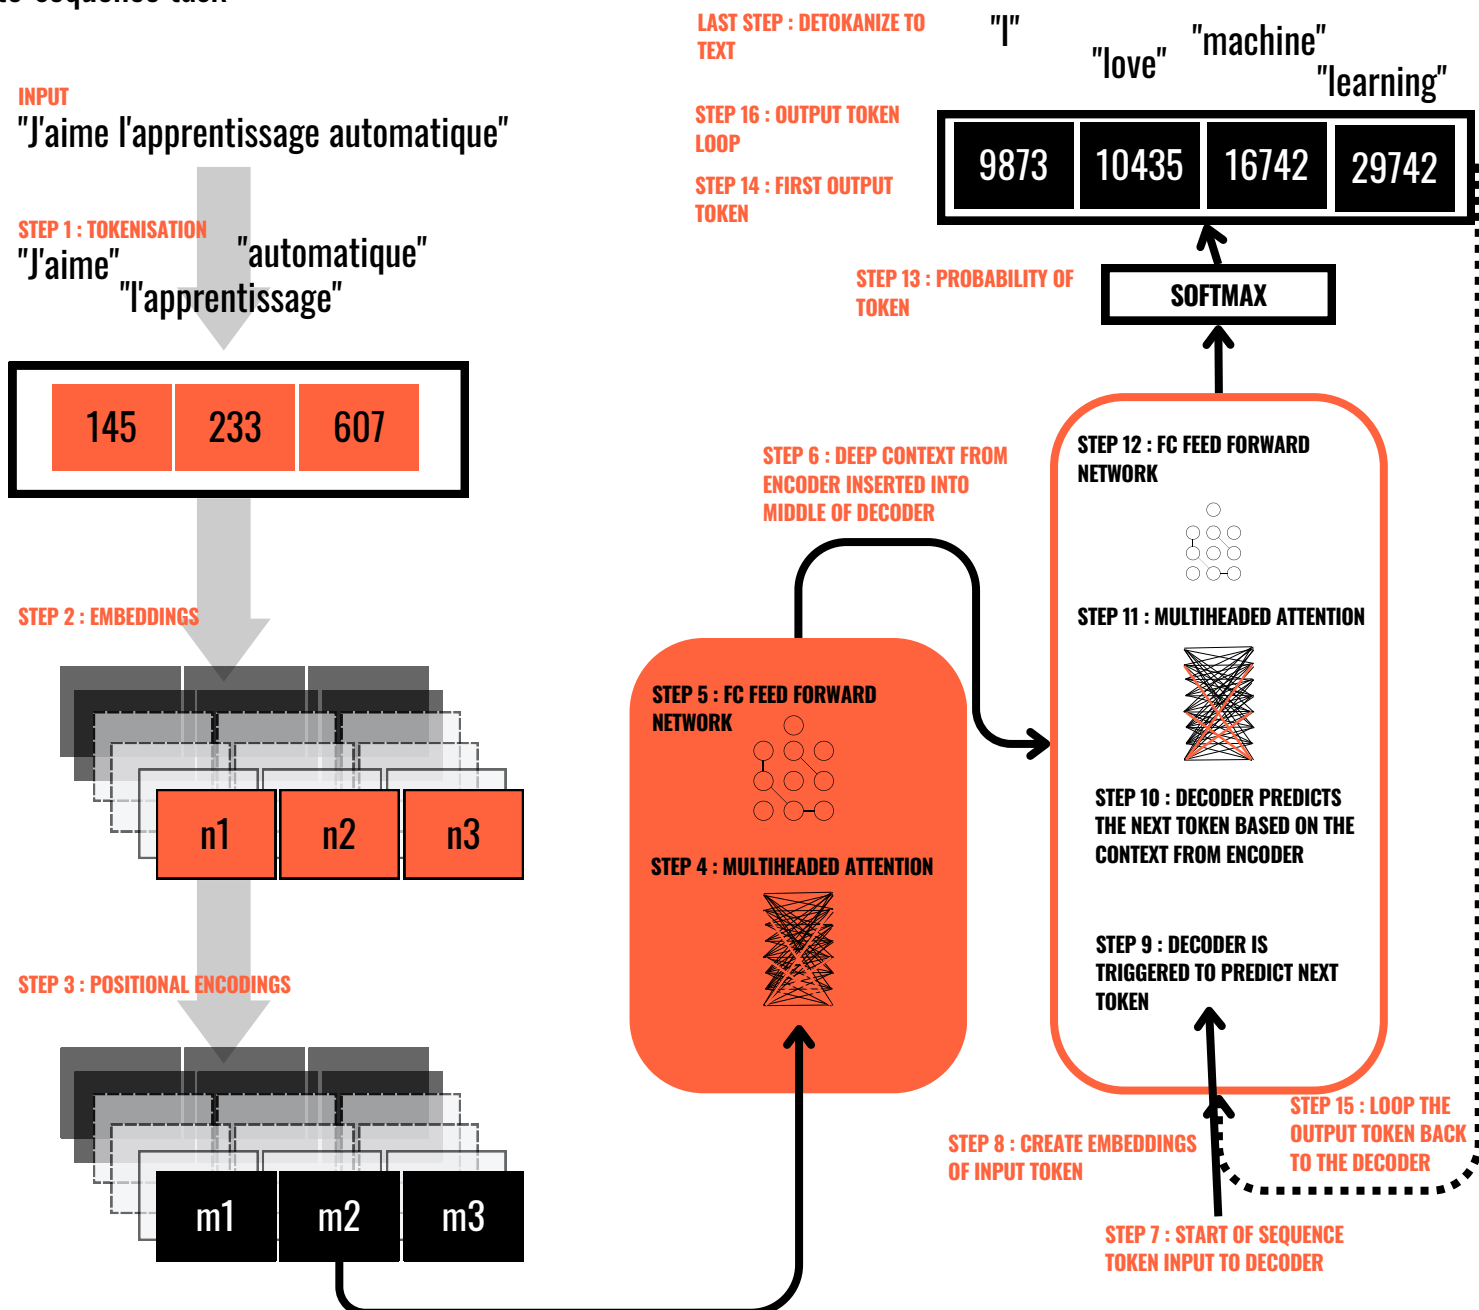 INPUT
"J'aime l'apprentissage automatique"
STEP 1 : TOKENISATION
"J'aime"
"automatique"
"l'apprentissage"
145 233 607
STEP 2 : EMBEDDINGS
n1 n2 n3
STEP 3 : POSITIONAL ENCODINGS
m1 m2 m3
STEP 5 : FC FEED FORWARD
NETWORK
STEP 4 : MULTIHEADED ATTENTION
STEP 6 : DEEP CONTEXT FROM
ENCODER INSERTED INTO
MIDDLE OF DECODER
LAST STEP : DETOKANIZE TO
TEXT
"I"
"love"
"machine"
"learning"
STEP 16 : OUTPUT TOKEN
LOOP
STEP 14 : FIRST OUTPUT
TOKEN
9873 10435 16742 29742
STEP 13 : PROBABILITY OF
TOKEN
SOFTMAX
STEP 12 : FC FEED FORWARD
NETWORK
STEP 11 : MULTIHEADED ATTENTION
STEP 10 : DECODER PREDICTS
THE NEXT TOKEN BASED ON THE
CONTEXT FROM ENCODER
STEP 9 : DECODER IS
TRIGGERED TO PREDICT NEXT
TOKEN
STEP 15 : LOOP THE
OUTPUT TOKEN BACK
TO THE DECODER
STEP 8 : CREATE EMBEDDINGS
OF INPUT TOKEN
STEP 7 : START OF SEQUENCE
TOKEN INPUT TO DECODER